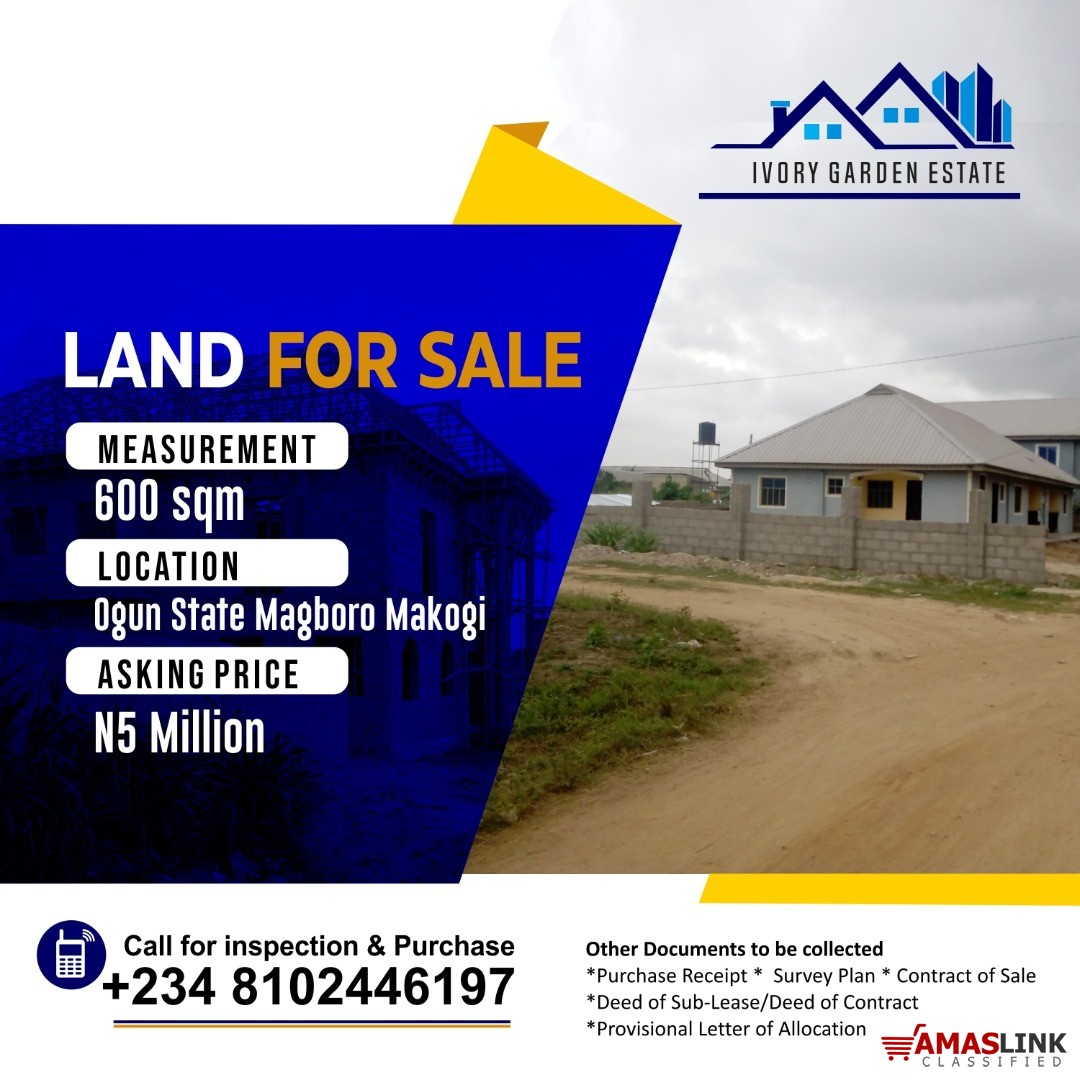 IVORY GARDEN ESTATE
LAND FOR SALE
MEASUREMENT
600 sqm
LOCATION
Ogun State Magboro Makogi
ASKING PRICE
N5 Million
Call for inspection & Purchase
+234 8102446197
Other Documents to be collected
*Purchase Receipt * Survey Plan * Contract of Sale
*Deed of Sub-Lease/Deed of Contract
*Provisional Letter of Allocation
AMASLINK
CLASSIFIED